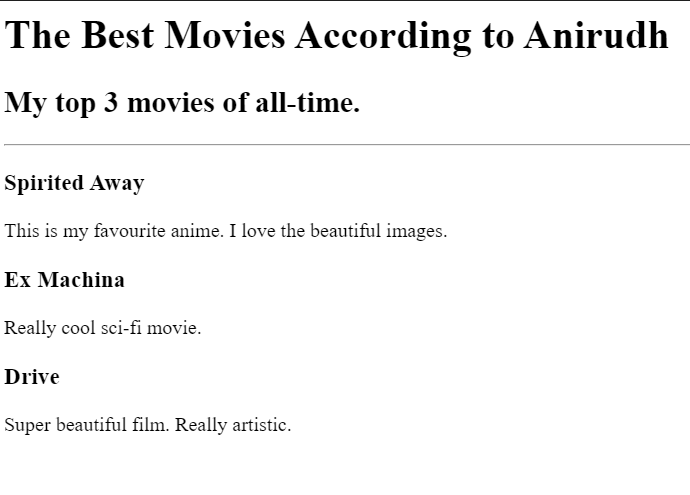 The Best Movies According to Anirudh
My top 3 movies of all-time.
Spirited Away
This is my favourite anime. I love the beautiful images.
Ex Machina
Really cool sci-fi movie.
Drive
Super beautiful film. Really artistic.